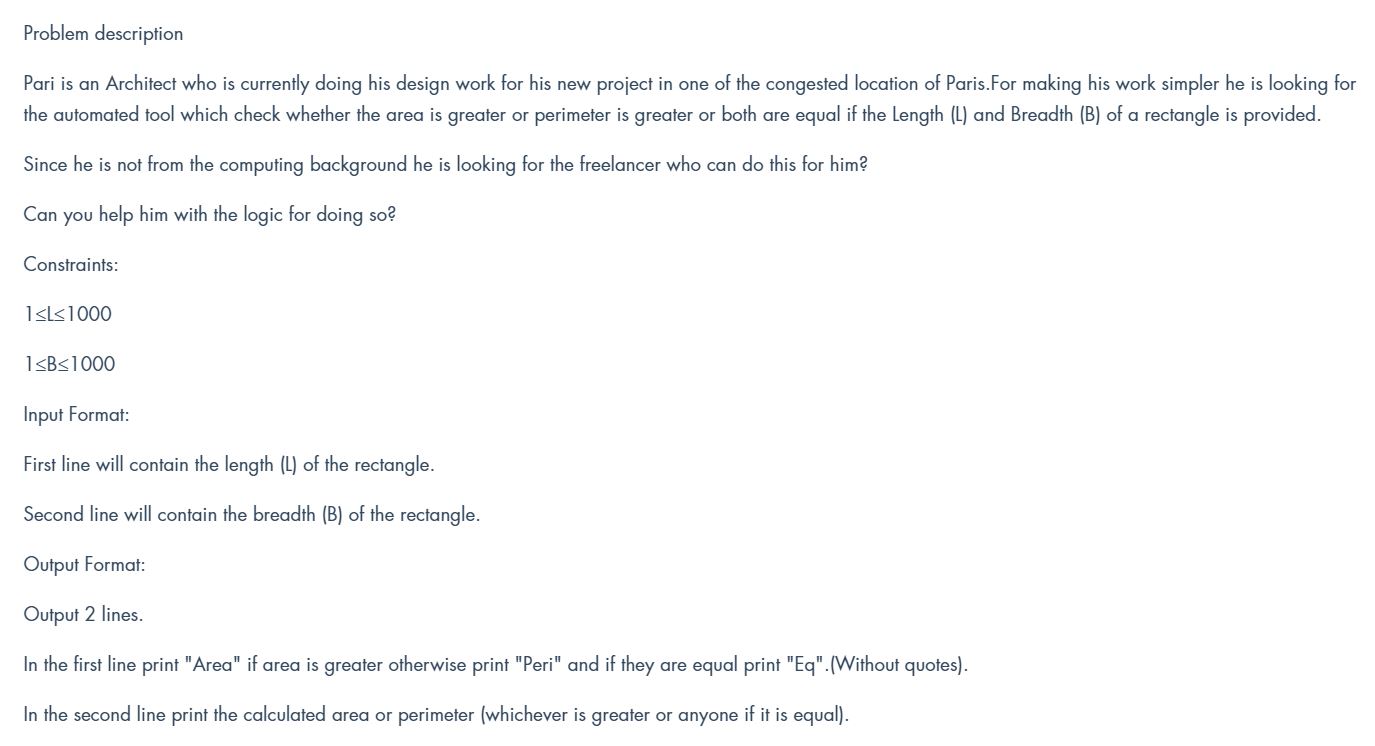 Problem description
Pari is an Architect who is currently doing his design work for his new project in one of the congested location of Paris.For making his work simpler he is looking for
the automated tool which check whether the area is greater or perimeter is greater or both are equal if the Length (L) and Breadth (B) of a rectangle is provided.
Since he is not from the computing background he is looking for the freelancer who can do this for him?
Can you help him with the logic for doing so?
Constraints:
1≤L≤1000
1≤B≤1000
Input Format:
First line will contain the length (L) of the rectangle.
Second line will contain the breadth (B) of the rectangle.
Output Format:
Output 2 lines.
In the first line print "Area" if area is greater otherwise print "Peri" and if they are equal print "Eq".(Without quotes).
In the second line print the calculated area or perimeter (whichever is greater or anyone if it is equal).